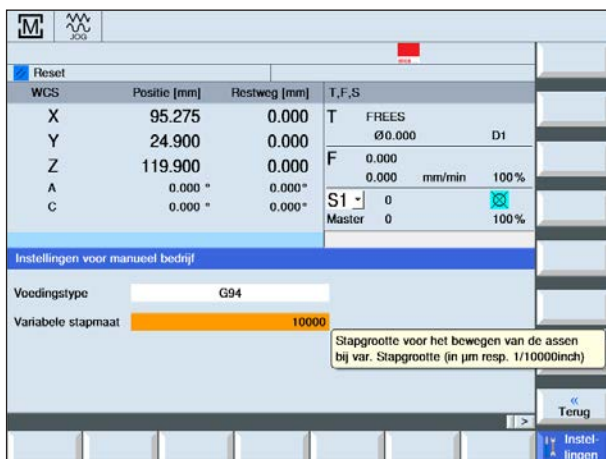 M JOG
Reset
WCS Positie [mm] Restweg [mm] T,F,S
X 95.275 0.000 T FREES
Y 24.900 0.000 Ø0.000 D1
Z 119.900 0.000 F 0.000
0.000 mm/min 100%
A 0.000 ° 0.000°
C 0.000 ° 0.000° S1 0
Master 0 100%
Instellingen voor manueel bedrijf
Voedingstype G94
Variabele stapmaat 10000
Stapgrootte voor het bewegen van de assen
bij var. Stapgrootte (in µm resp. 1/10000inch)
«
Terug
>
Instel-
lingen